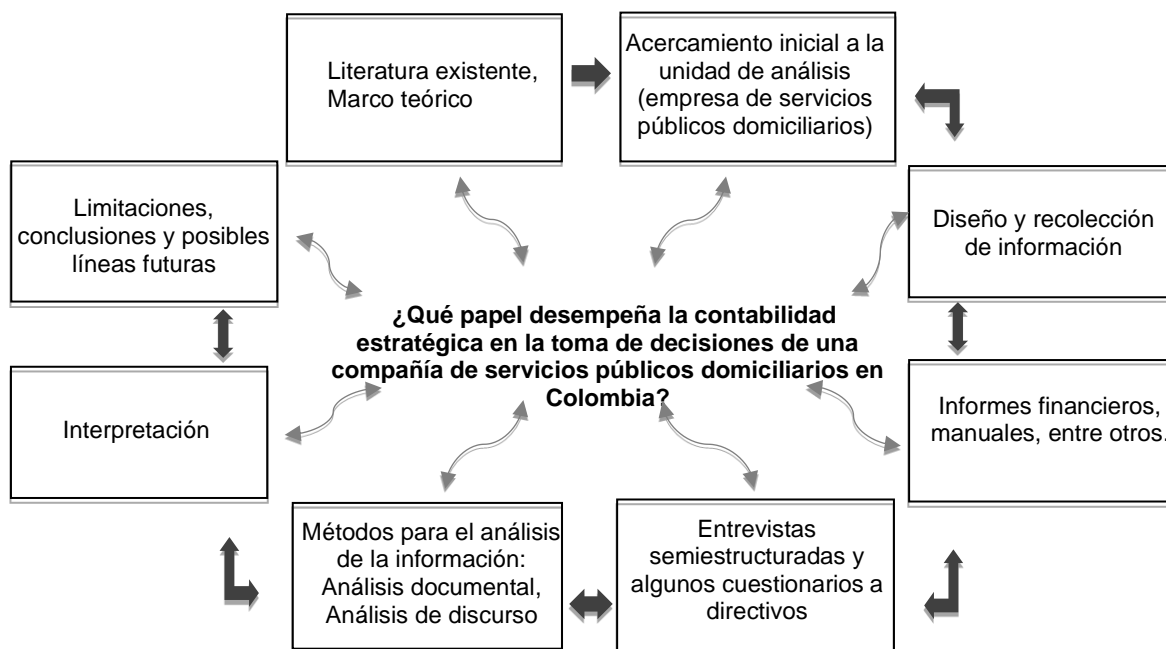 Literatura existente,
Marco teórico
Acercamiento inicial a la
unidad de análisis
(empresa de servicios
públicos domiciliarios)
Limitaciones,
conclusiones y posibles
líneas futuras
Diseño y recolección
de información
¿Qué papel desempeña la contabilidad
estratégica en la toma de decisiones de una
compañía de servicios públicos domiciliarios en
Colombia?
Interpretación
Informes financieros,
manuales, entre otros.
Métodos para el análisis
de la información:
Análisis documental,
Análisis de discurso
Entrevistas
semiestructuradas y
algunos cuestionarios a
directivos